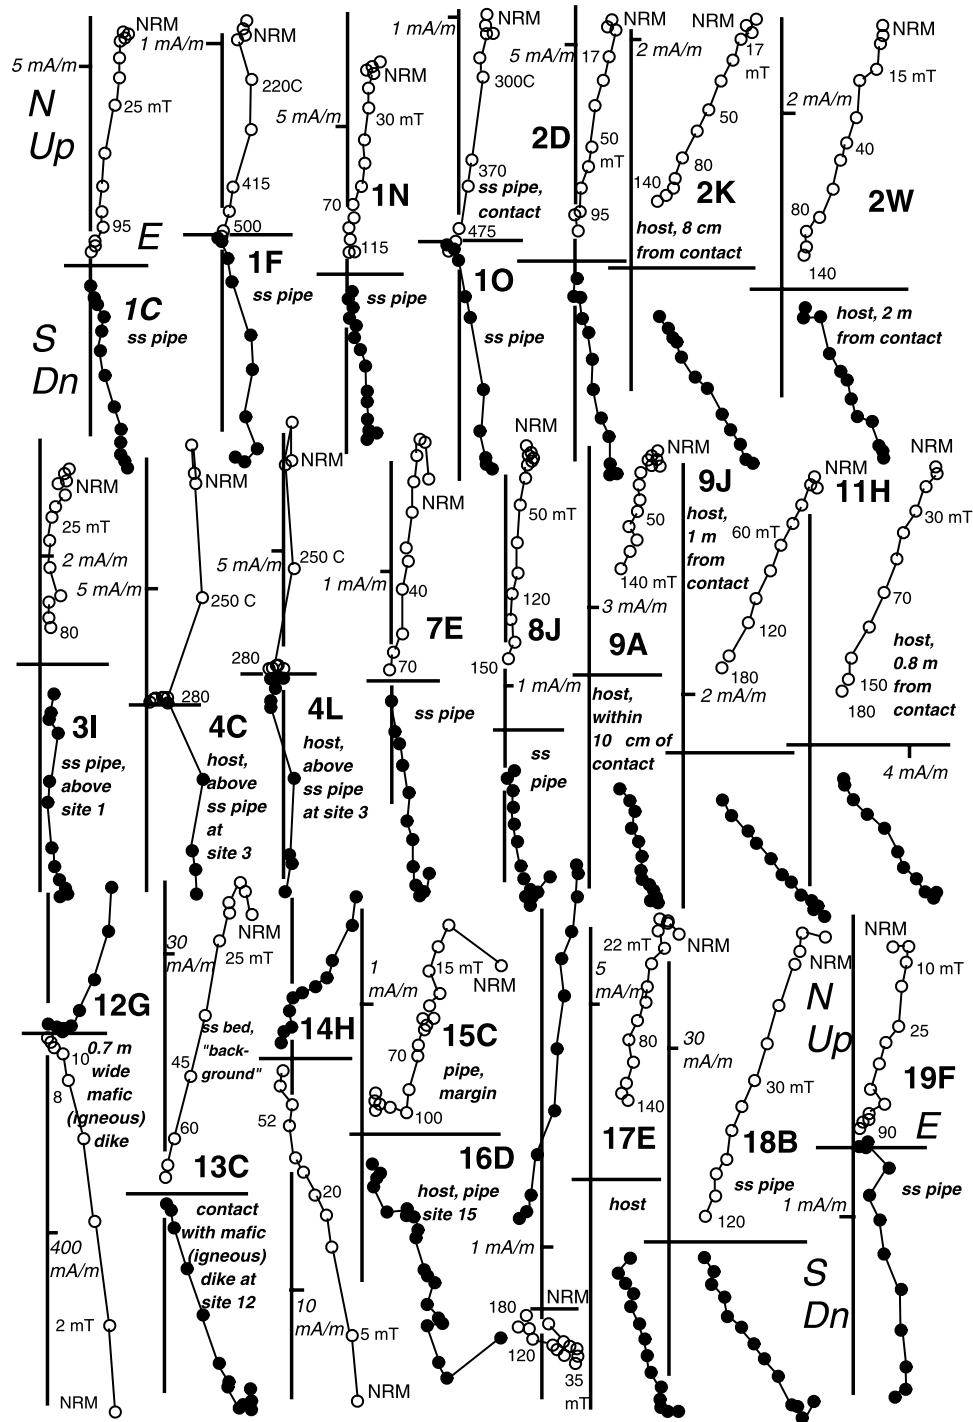 NRM
5 mA/m
25 mT
N
Up
95
E
1C
ss pipe
S
Dn
NRM
1 mA/m
220C
415
500
1F
ss pipe
NRM
5 mA/m
30 mT
1N
70
115
ss pipe
NRM
1 mA/m
300C
370
ss pipe,
contact
475
1O
ss pipe
NRM
5 mA/m
17
2D
50
mT
95
NRM
2 mA/m
17
mT
50
80
140
2K
host, 8 cm
from contact
NRM
15 mT
2 mA/m
40
2W
80
140
host, 2 m
from contact
NRM
25 mT
2 mA/m
80
3I
ss pipe,
above
site 1
NRM
5 mA/m
250 C
280
4C
host,
above
ss pipe
at
site 3
NRM
5 mA/m
250 C
280
4L
host,
above
ss pipe
at site 3
NRM
1 mA/m
40
7E
70
ss pipe
NRM
50 mT
120
8J
150
1 mA/m
ss
pipe
NRM
50
140 mT
3 mA/m
9A
host,
within
10 cm of
contact
9J
host,
1 m
from
contact
NRM
60 mT
120
180
2 mA/m
11H
NRM
30 mT
70
host,
0.8 m
from
contact
150
180
4 mA/m
12G
0.7 m
wide
mafic
(igneous)
dike
10
8
400
mA/m
2 mT
NRM
30
mA/m
NRM
25 mT
ss bed,
"back-
ground"
45
60
13C
contact
with mafic
(igneous)
dike at
site 12
14H
52
20
10
mA/m
5 mT
NRM
1
mA/m
15 mT
NRM
15C
70
pipe,
margin
100
16D
host, pipe
site 15
1 mA/m
180
NRM
120
35
mT
22 mT
NRM
5
mA/m
80
140
17E
host
NRM
30
mA/m
30 mT
18B
ss pipe
120
N
Up
NRM
10 mT
25
19F
90
E
ss pipe
1 mA/m
S
Dn